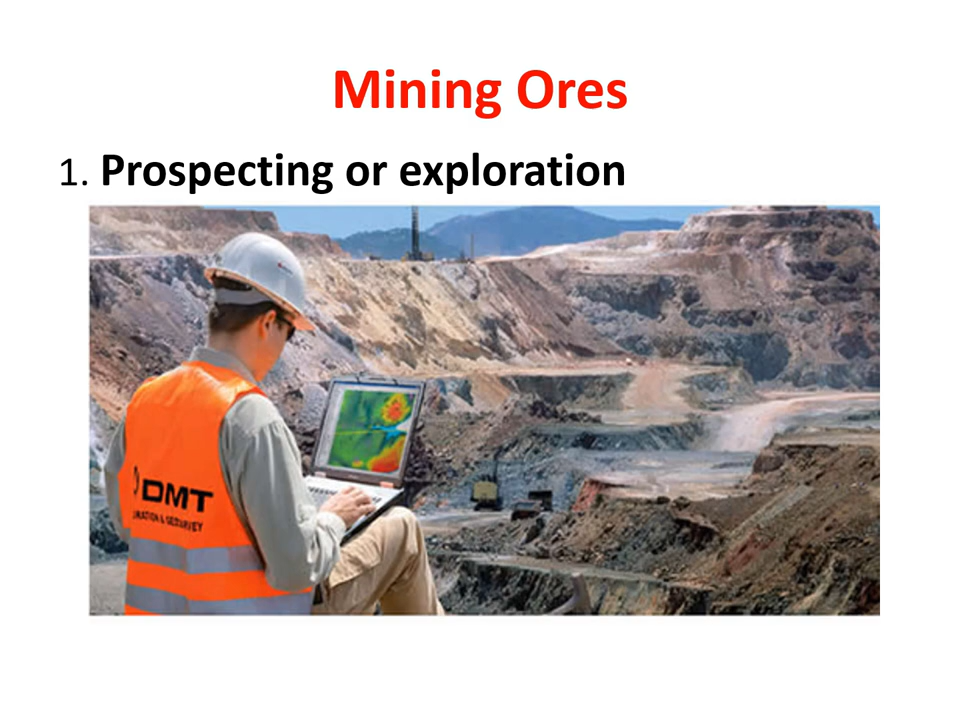 Mining Ores
1. Prospecting or exploration
DMT